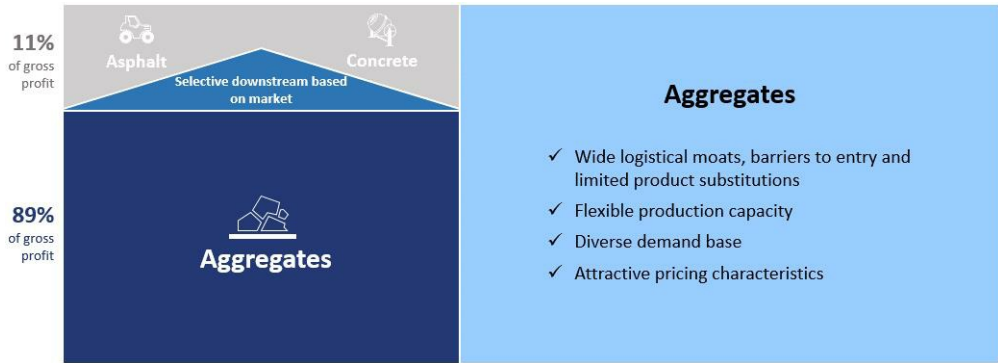 11%
of gross
profit
Asphalt
Concrete
Selective downstream based
on market
89%
of gross
profit
Aggregates
Aggregates
✓ Wide logistical moats, barriers to entry and
limited product substitutions
✓ Flexible production capacity
✓ Diverse demand base
✓ Attractive pricing characteristics